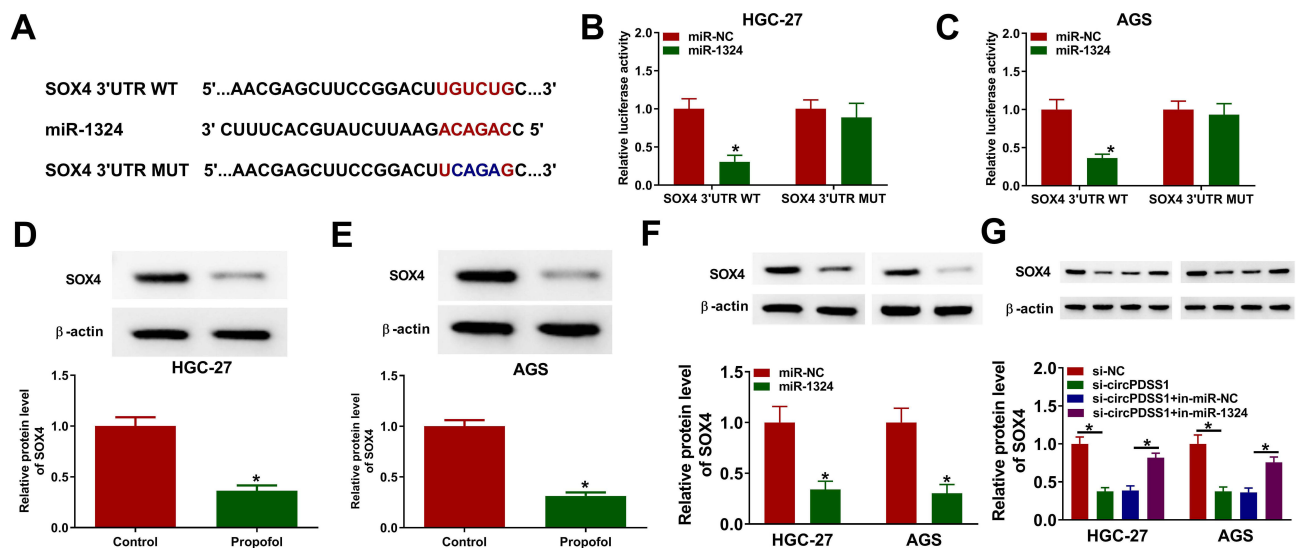 A
SOX4 3'UTR WT 5'...AACGAGCUUCCGGACUUGUCUGC...3'
miR-1324 3' CUUUCACGUAUCUUAAGACAGACC 5'
SOX4 3'UTR MUT 5'...AACGAGCUUCCGGACUUCAGAGC...3'
B
HGC-27
miR-NC
miR-1324
Relative luciferase activity
2.0
1.5
1.0
0.5
0.0
*
SOX4 3'UTR WT SOX4 3'UTR MUT
C
AGS
miR-NC
miR-1324
Relative luciferase activity
2.0
1.5
1.0
0.5
0.0
*
SOX4 3'UTR WT SOX4 3'UTR MUT
D
SOX4
β-actin
HGC-27
Relative protein level
of SOX4
1.5
1.0
0.5
0.0
*
Control Propofol
E
SOX4
β-actin
AGS
Relative protein level
of SOX4
1.5
1.0
0.5
0.0
*
Control Propofol
F
SOX4
β-actin
miR-NC
miR-1324
Relative protein level
of SOX4
1.5
1.0
0.5
0.0
* *
HGC-27 AGS
G
SOX4
β-actin
si-NC
si-circPDSS1
si-circPDSS1+in-miR-NC
si-circPDSS1+in-miR-1324
Relative protein level
of SOX4
2.0
1.5
1.0
0.5
0.0
* * * *
HGC-27 AGS